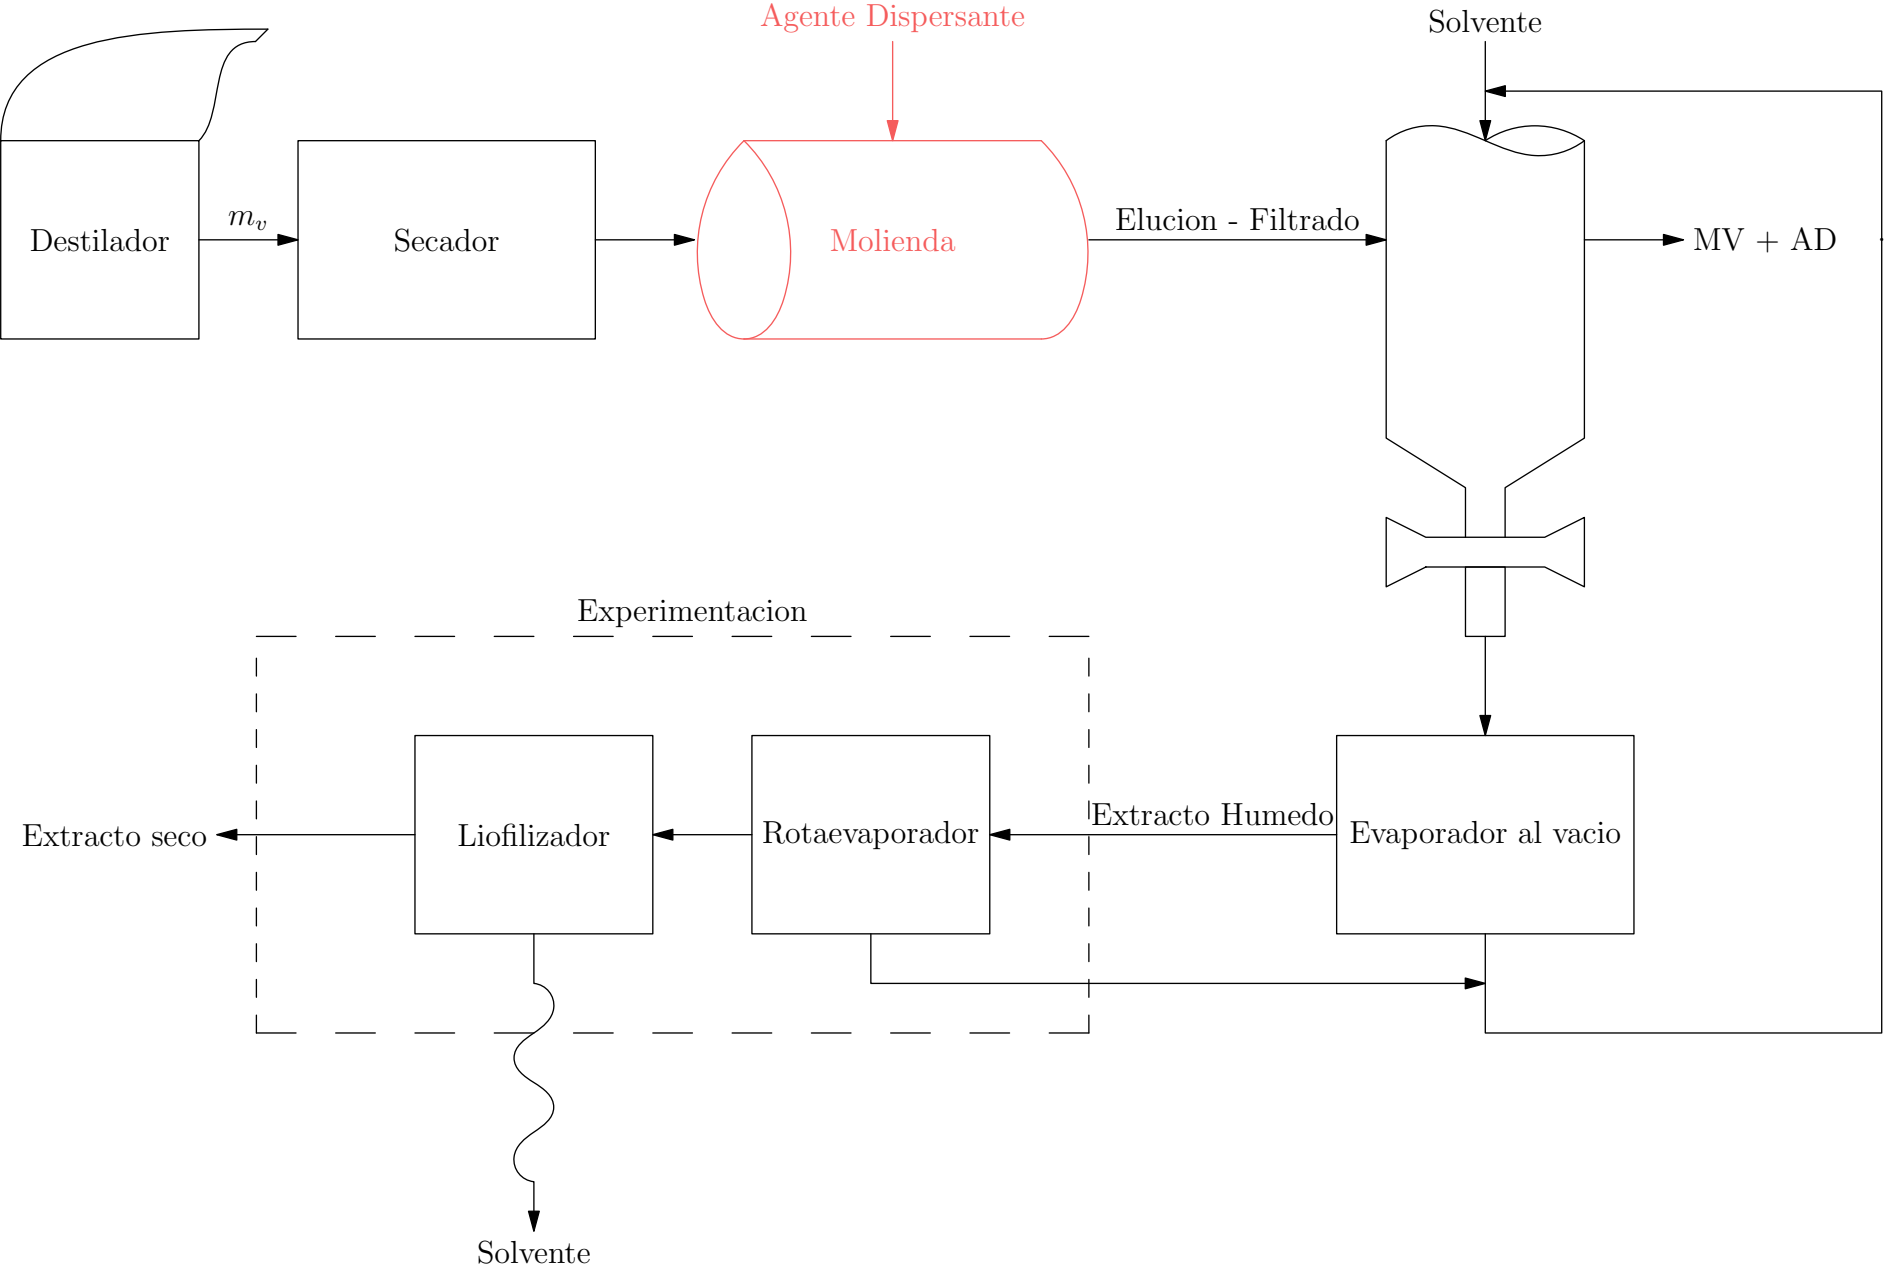 Agente Dispersante
Solvente
Destilador
m_v
Secador
Molienda
Elucion - Filtrado
MV + AD
Experimentacion
Extracto seco
Liofilizador
Rotaevaporador
Extracto Humedo
Evaporador al vacio
Solvente